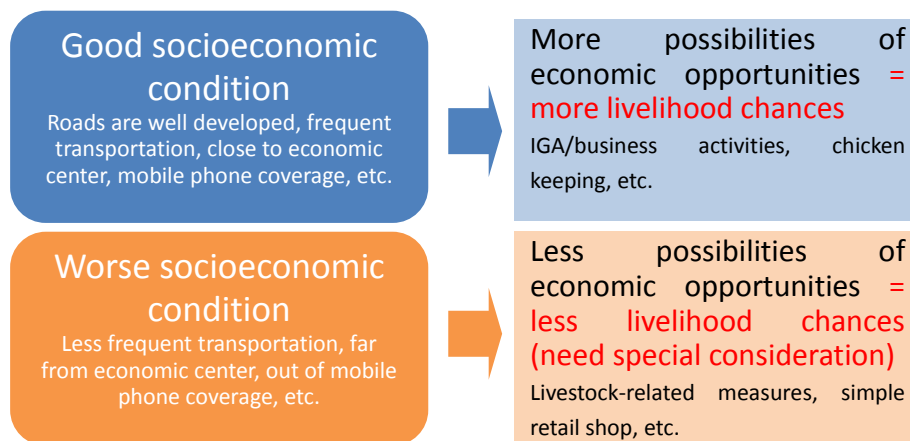 Good socioeconomic
condition
Roads are well developed, frequent
transportation, close to economic
center, mobile phone coverage, etc.
More possibilities of
economic opportunities =
more livelihood chances
IGA/business activities, chicken
keeping, etc.
Worse socioeconomic
condition
Less frequent transportation, far
from economic center, out of mobile
phone coverage, etc.
Less possibilities of
economic opportunities =
less livelihood chances
(need special consideration)
Livestock-related measures, simple
retail shop, etc.